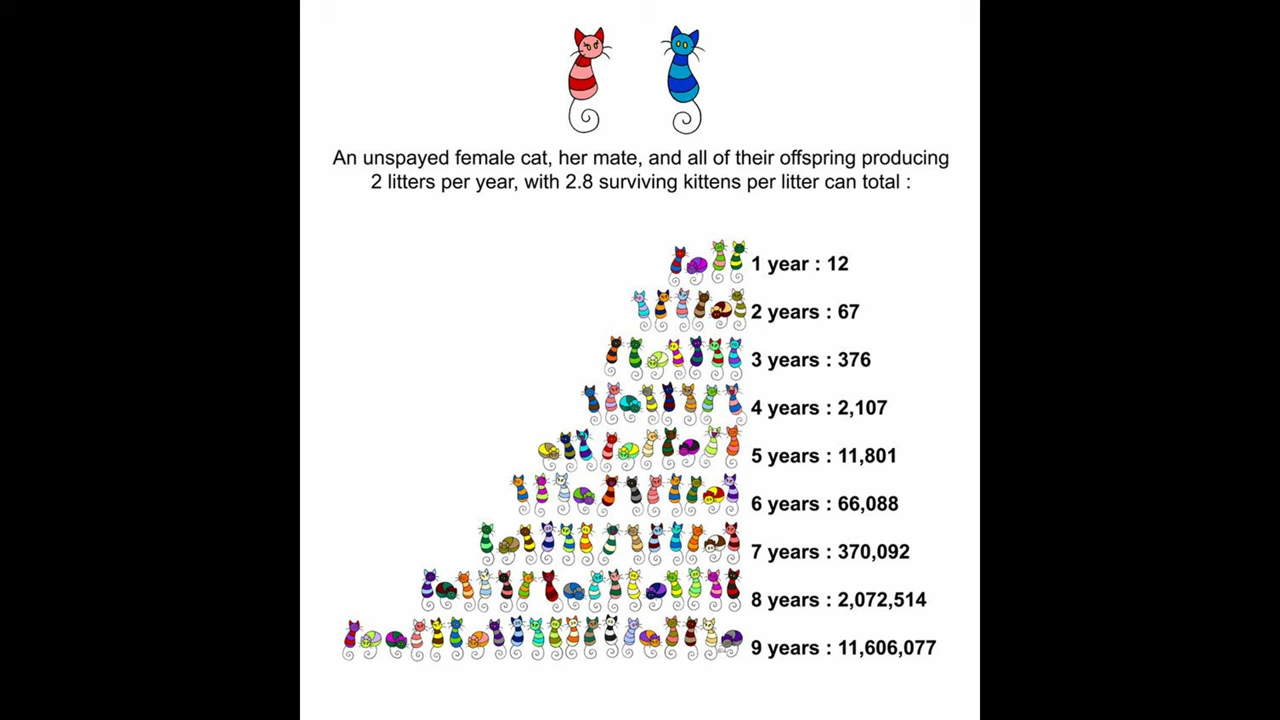 An unspayed female cat, her mate, and all of their offspring producing
2 litters per year, with 2.8 surviving kittens per litter can total :
1 year : 12
2 years : 67
3 years : 376
4 years : 2,107
5 years : 11,801
6 years : 66,088
7 years : 370,092
8 years : 2,072,514
9 years : 11,606,077